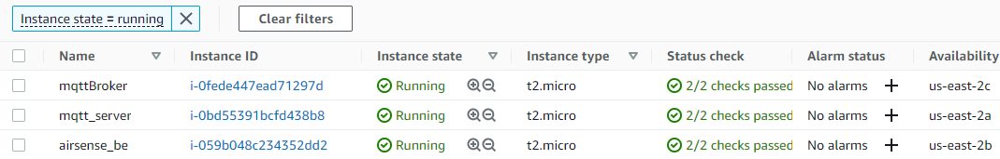 Instance state = running Clear filters
Name Instance ID Instance state Instance type Status check Alarm status Availability
mqttBroker i-0fede447ead71297d Running t2.micro 2/2 checks passed No alarms us-east-2c
mqtt_server i-0bd55391bcfd438b8 Running t2.micro 2/2 checks passed No alarms us-east-2a
airsense_be i-059b048c234352dd2 Running t2.micro 2/2 checks passed No alarms us-east-2b